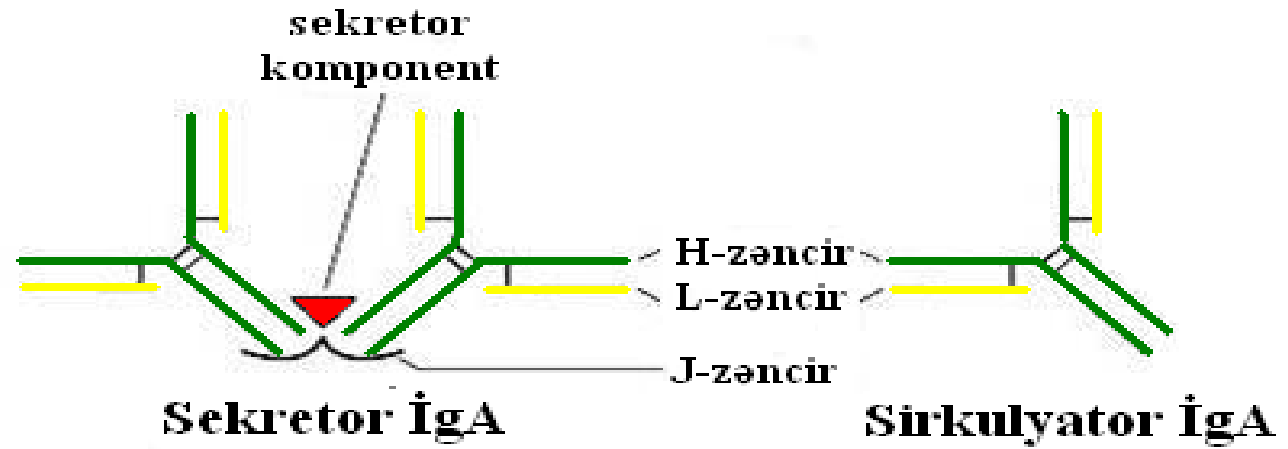 sekretor
komponent
H-zəncir
L-zəncir
J-zəncir
Sekretor İgA
Sirkulyator İgA